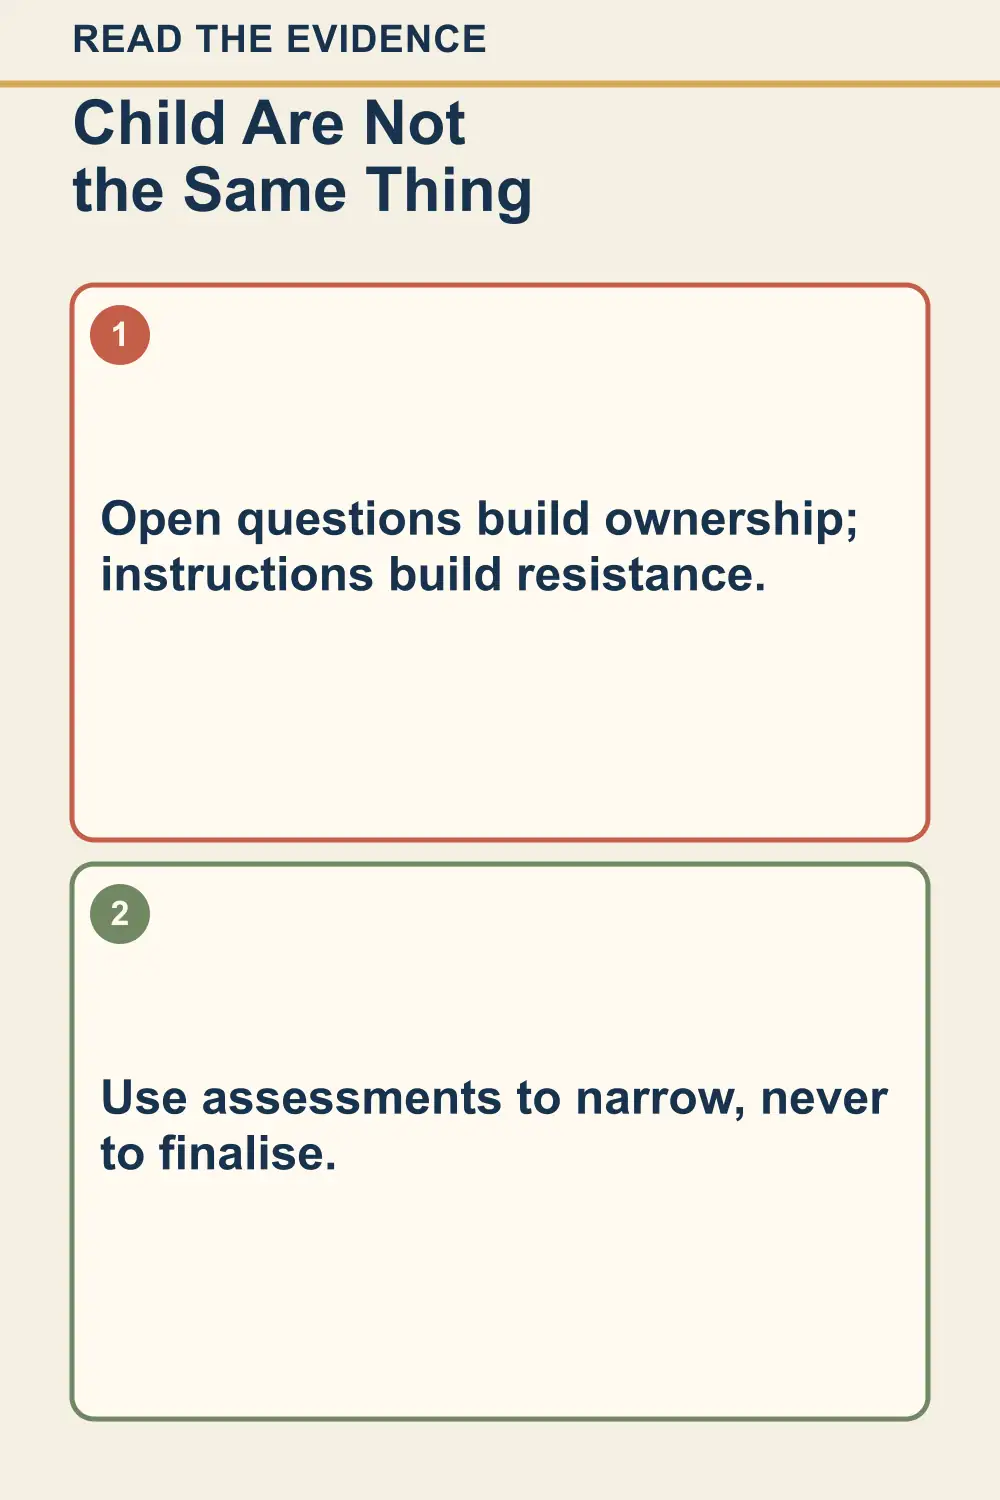 READ THE EVIDENCE
Child Are Not
the Same Thing
1
Open questions build ownership;
instructions build resistance.
2
Use assessments to narrow, never
to finalise.